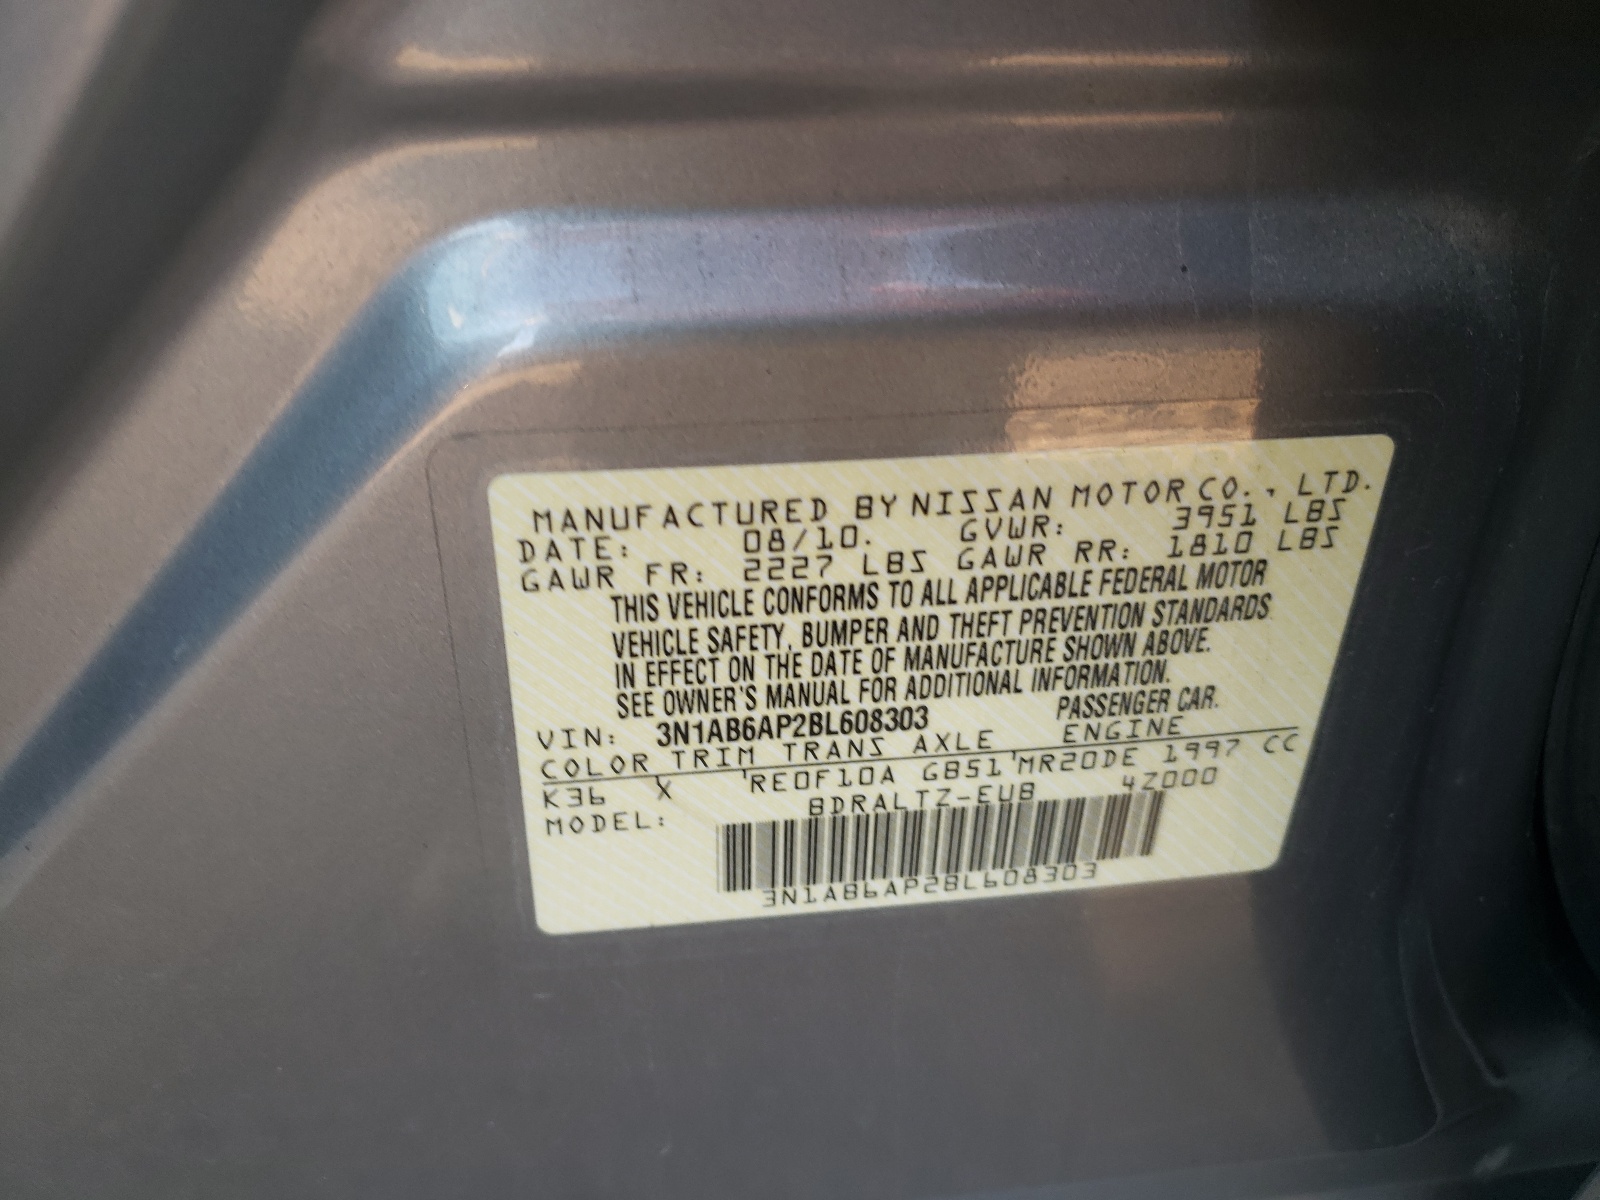 MANUFACTURED BY NISSAN MOTOR CO., LTD.
DATE: 08/10. GVWR: 3951 LBS
GAWR FR: 2227 LBS GAWR RR: 1810 LBS
THIS VEHICLE CONFORMS TO ALL APPLICABLE FEDERAL MOTOR
VEHICLE SAFETY, BUMPER AND THEFT PREVENTION STANDARDS
IN EFFECT ON THE DATE OF MANUFACTURE SHOWN ABOVE.
SEE OWNER'S MANUAL FOR ADDITIONAL INFORMATION.
VIN: 3N1AB6AP2BL608303 PASSENGER CAR.
COLOR TRIM TRANS AXLE ENGINE
K36 X RE0F10A GB51 MR20DE 1997 CC
MODEL: BDRALTZ-EUB 4Z000
3N1AB6AP2BL608303